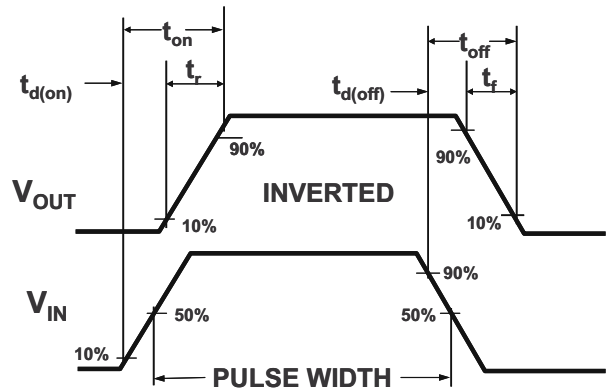 t_on
t_off
t_d(on)
t_r
t_d(off)
t_f
90%
90%
V_OUT
INVERTED
10%
10%
90%
V_IN
50%
50%
10%
PULSE WIDTH